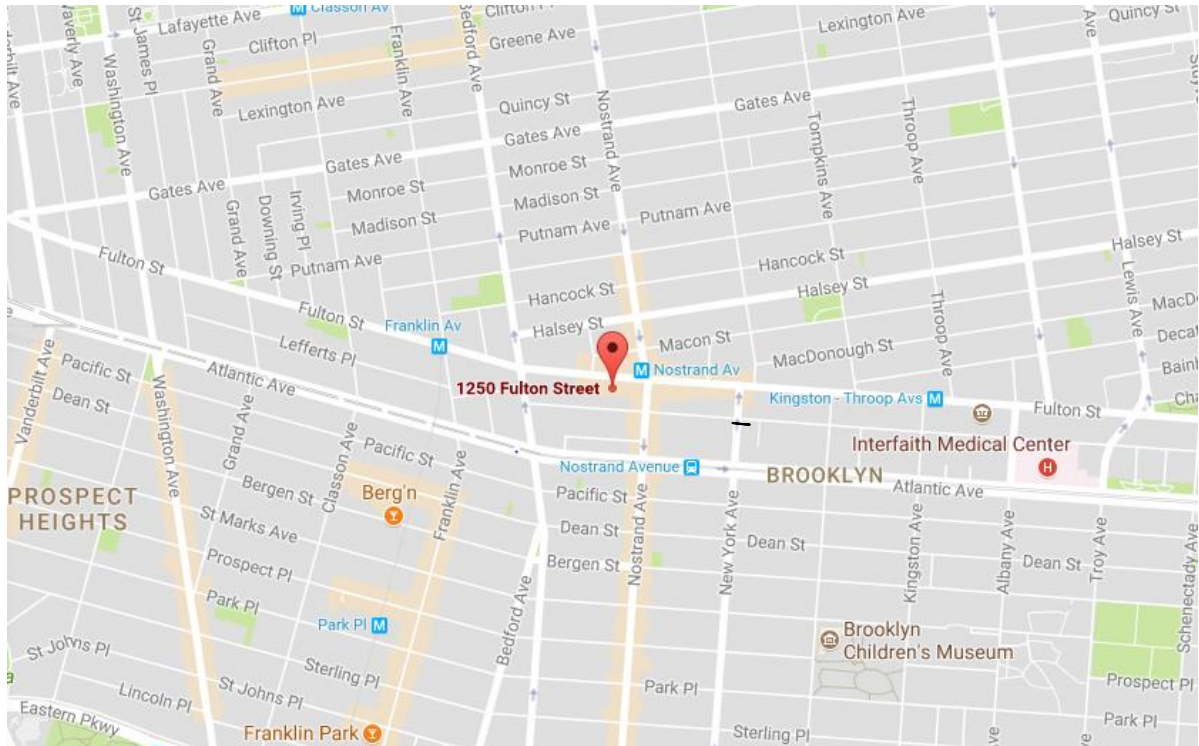 Lafayette Ave
Classon Av
Clifton Pl
Lexington Ave
Quincy St
Waverly Ave
St James Pl
Clifton Pl
Greene Ave
Vanderbilt Ave
Washington Ave
Grand Ave
Franklin Ave
Bedford Ave
Lexington Ave
Quincy St
Nostrand Ave
Gates Ave
Tompkins Ave
Throop Ave
Gates Ave
Gates Ave
Monroe St
Gates Ave
Irving Pl
Monroe St
Madison St
Grand Ave
Downing St
Madison St
Putnam Ave
Putnam Ave
Putnam Ave
Halsey St
Fulton St
Hancock St
Lewis Ave
Hancock St
Halsey St
Throop Ave
Fulton St
Franklin Av
Halsey St
Macon St
MacDonough St
MacD
Decat
Lefferts Pl
Nostrand Av
Bainl
Pacific St
Atlantic Ave
1250 Fulton Street
Kingston - Throop Avs
Fulton St
Cha
Vanderbilt Ave
Dean St
Washington Ave
Grand Ave
Classon Ave
Pacific St
Franklin Ave
Interfaith Medical Center
H
Nostrand Avenue
BROOKLYN
Atlantic Ave
PROSPECT
HEIGHTS
Bergen St
Berg'n
Pacific St
St Marks Ave
Dean St
Dean St
Bergen St
Nostrand Ave
New York Ave
Kingston Ave
Albany Ave
Dean St
Troy Ave
Schenectady Ave
Prospect Pl
Park Pl
Park Pl
Bedford Ave
Brooklyn
Children's Museum
St Johns Pl
Sterling Pl
Lincoln Pl
St Johns Pl
Park Pl
Prospect Pl
Eastern Pkwy
Franklin Park
Sterling Pl
Park Pl